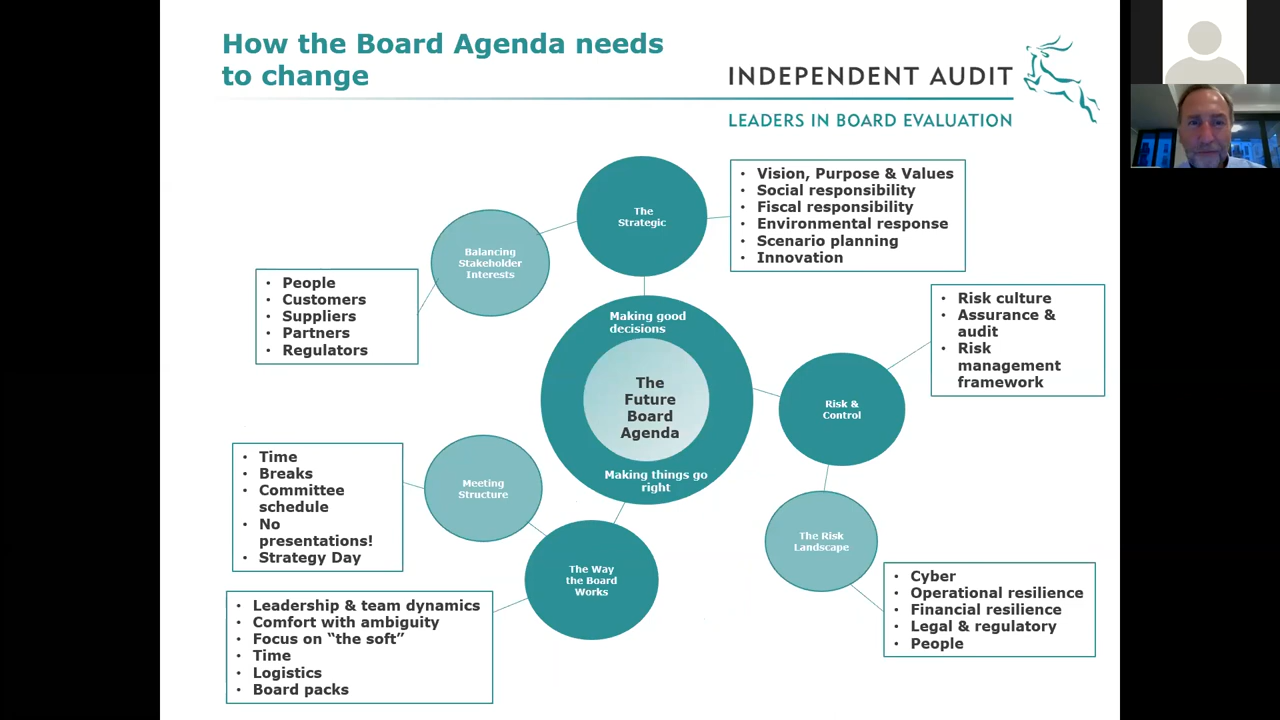 How the Board Agenda needs
to change
INDEPENDENT AUDIT
LEADERS IN BOARD EVALUATION
The
Strategic
• Vision, Purpose & Values
• Social responsibility
• Fiscal responsibility
• Environmental response
• Scenario planning
• Innovation
Balancing
Stakeholder
Interests
• People
• Customers
• Suppliers
• Partners
• Regulators
Making good
decisions
The
Future
Board
Agenda
Making things go
right
• Risk culture
• Assurance &
audit
• Risk
management
framework
Risk &
Control
• Time
• Breaks
• Committee
schedule
• No
presentations!
• Strategy Day
Meeting
Structure
The Risk
Landscape
• Cyber
• Operational resilience
• Financial resilience
• Legal & regulatory
• People
The Way
the Board
Works
• Leadership & team dynamics
• Comfort with ambiguity
• Focus on “the soft”
• Time
• Logistics
• Board packs